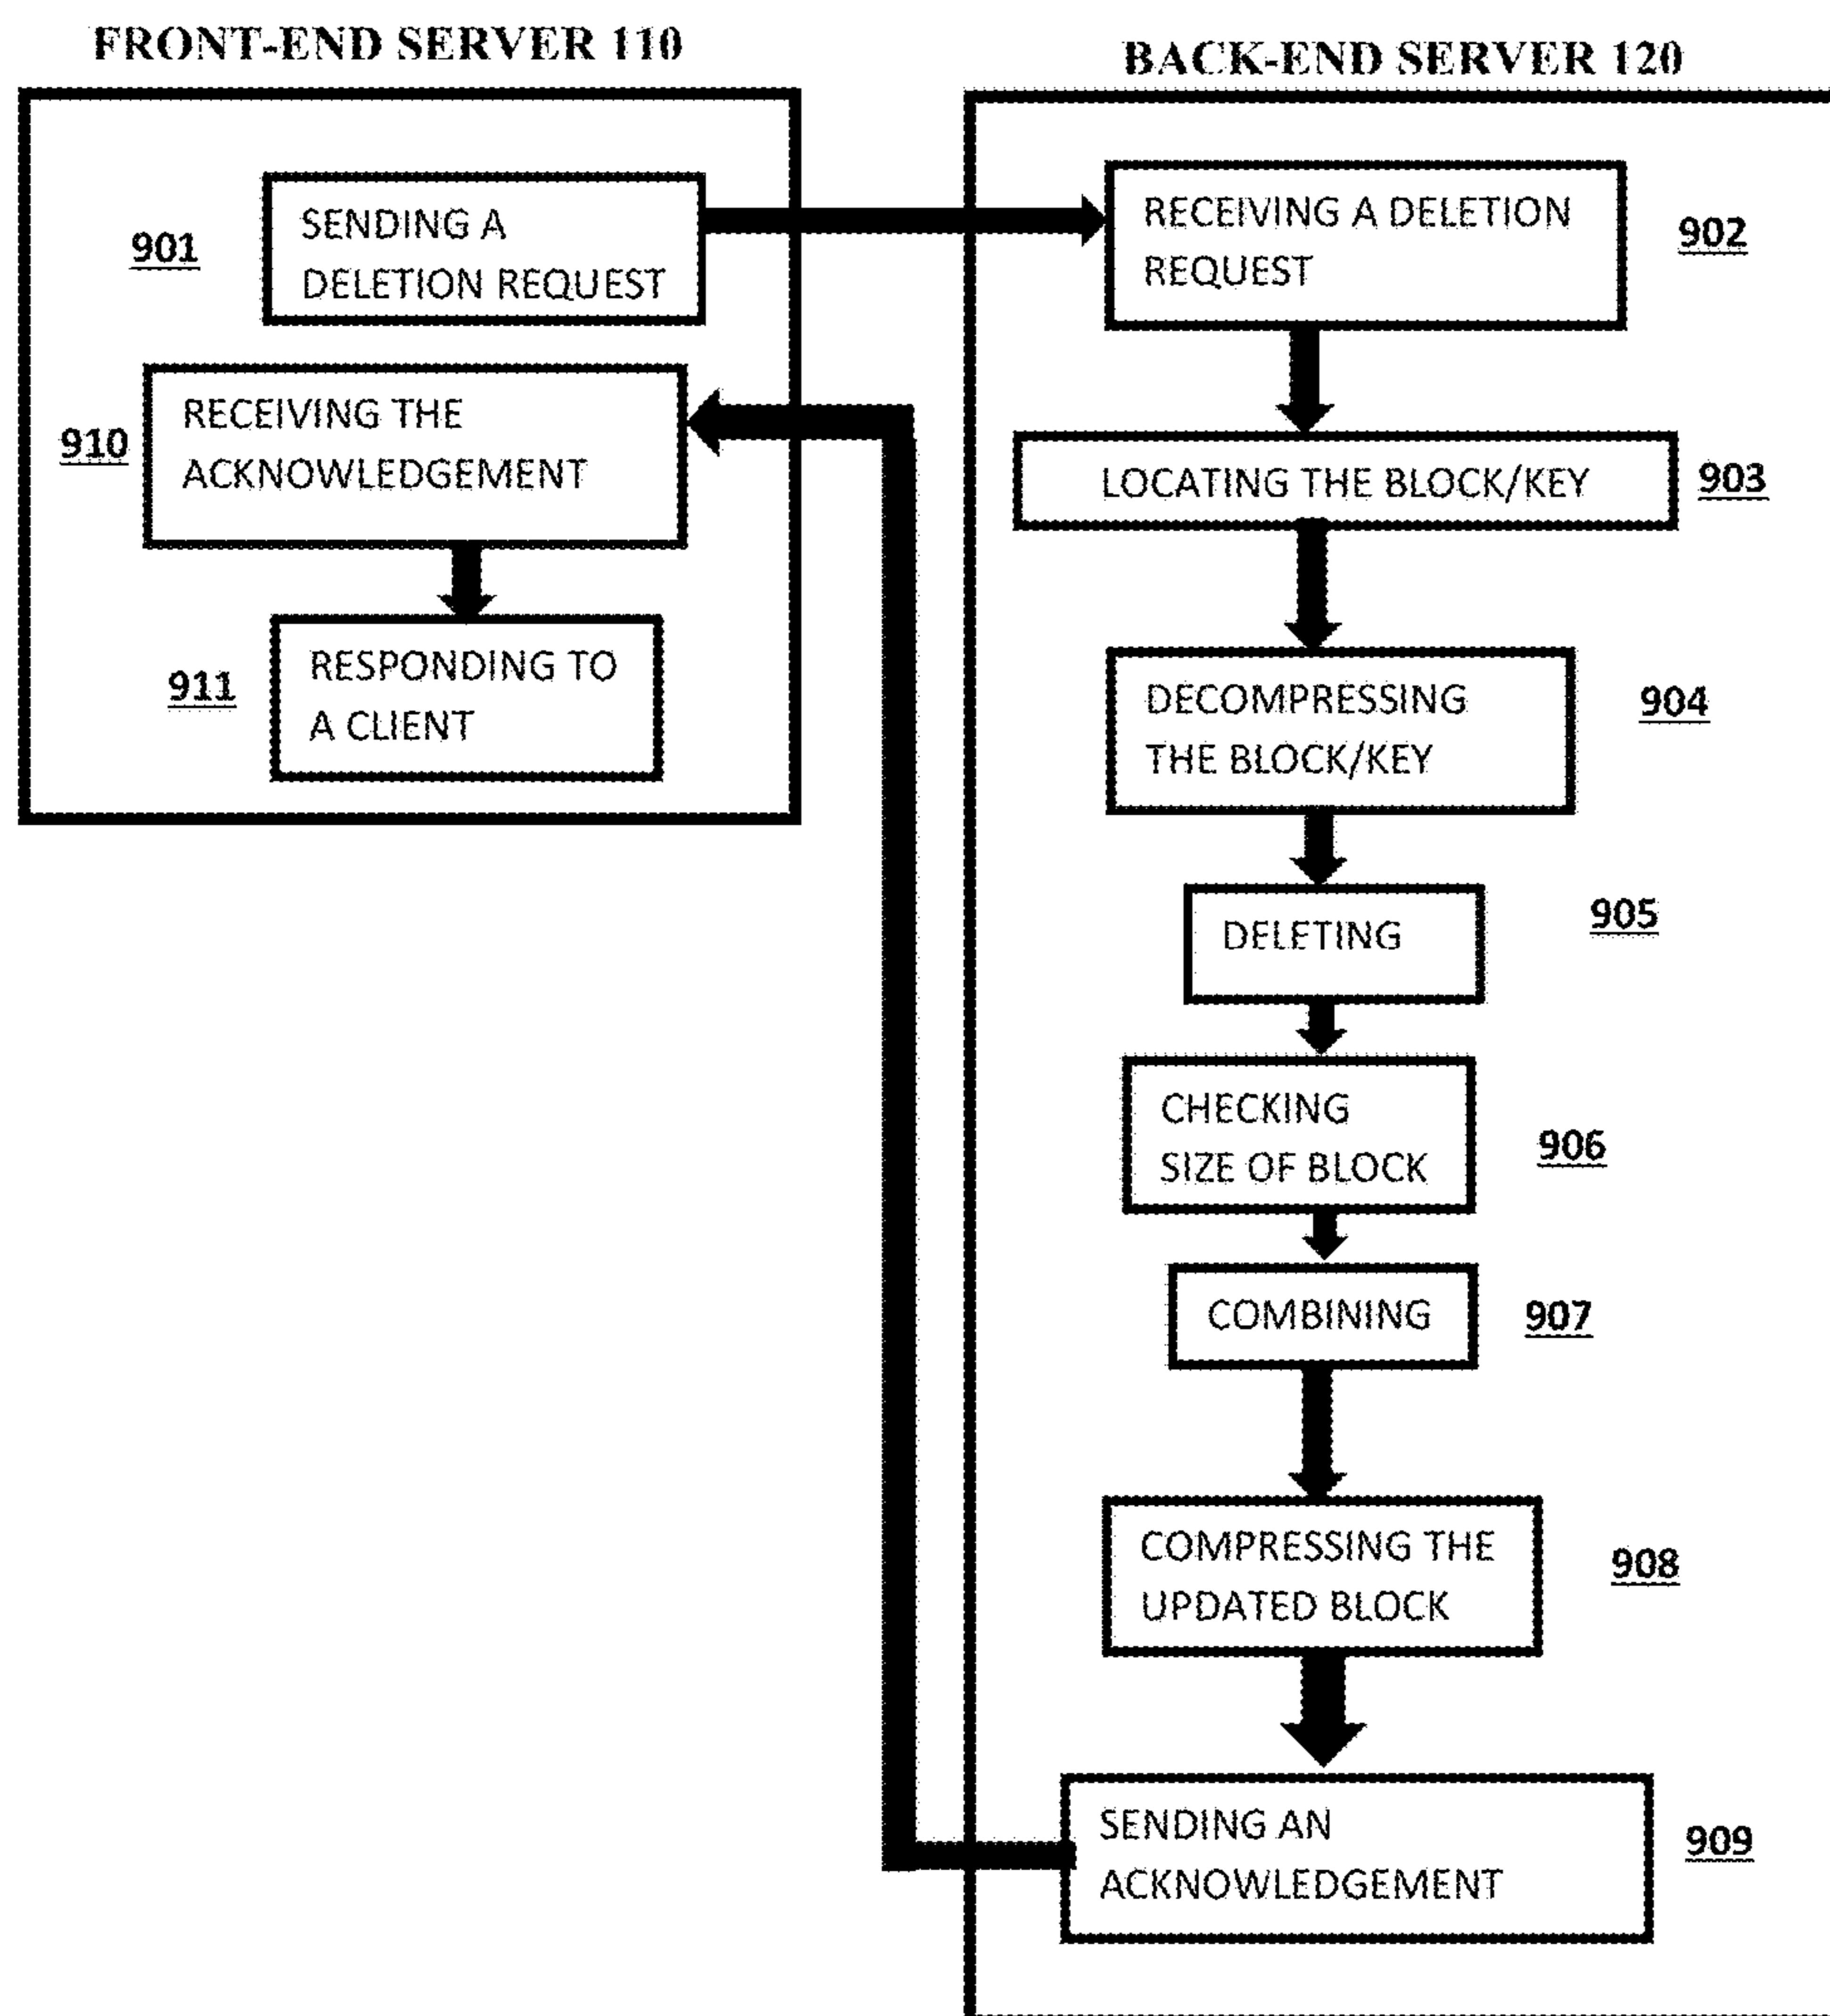 FRONT-END SERVER 110
901
SENDING A
DELETION REQUEST
910
RECEIVING THE
ACKNOWLEDGEMENT
911
RESPONDING TO
A CLIENT
BACK-END SERVER 120
RECEIVING A DELETION
REQUEST
902
LOCATING THE BLOCK/KEY
903
DECOMPRESSING
THE BLOCK/KEY
904
DELETING
905
CHECKING
SIZE OF BLOCK
906
COMBINING
907
COMPRESSING THE
UPDATED BLOCK
908
SENDING AN
ACKNOWLEDGEMENT
909